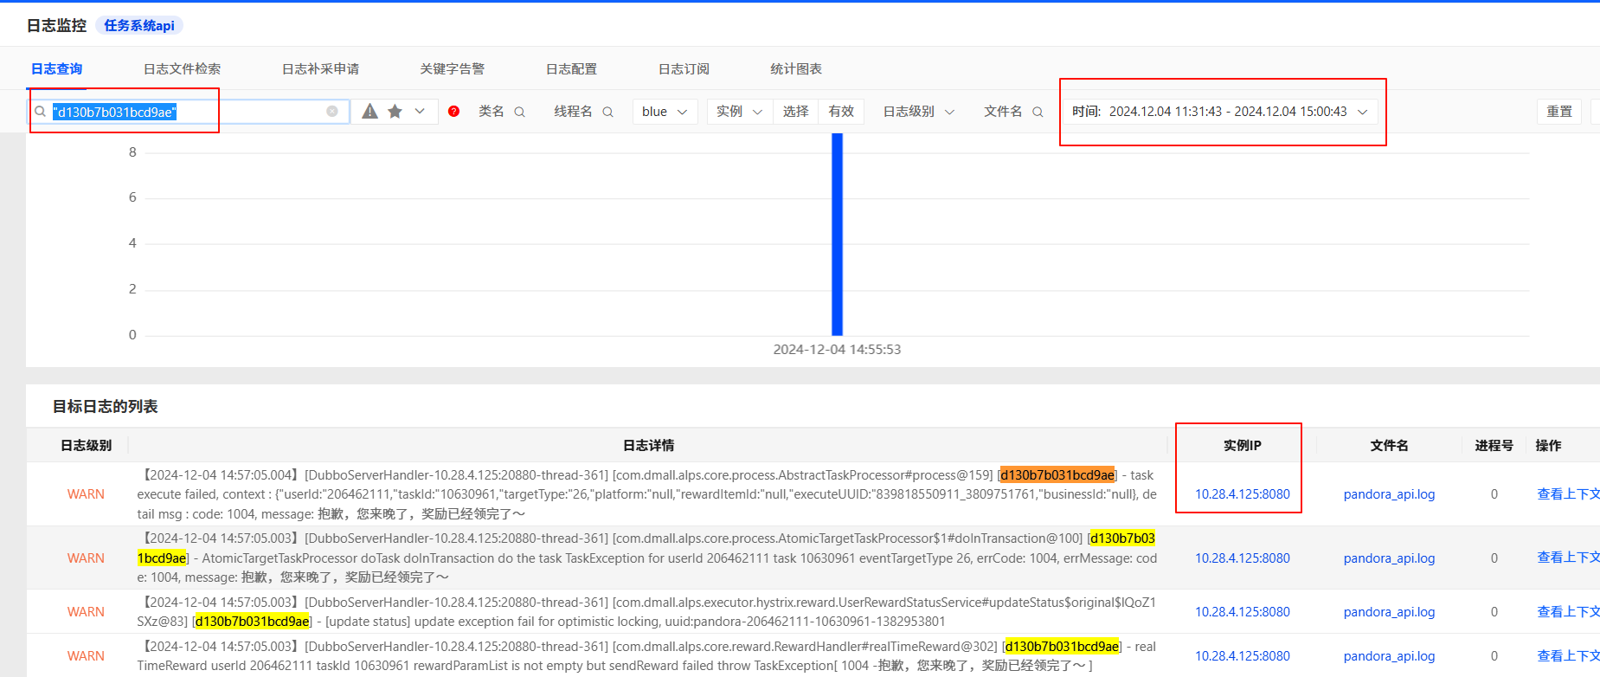 日志监控 任务系统api
日志查询 日志文件检索 日志补采申请 关键字告警 日志配置 日志订阅 统计图表
"d130b7b031bcd9ae" ? 类名 线程名 blue 实例 选择 有效 日志级别 文件名 时间: 2024.12.04 11:31:43 - 2024.12.04 15:00:43 重置
8
6
4
2
0
2024-12-04 14:55:53
目标日志的列表
日志级别 日志详情 实例IP 文件名 进程号 操作
【2024-12-04 14:57:05.004】[DubboServerHandler-10.28.4.125:20880-thread-361] [com.dmall.alps.core.process.AbstractTaskProcessor#process@159] [d130b7b031bcd9ae] - task
WARN execute failed, context : {"userId:"206462111,"taskId:"10630961,"targetType:"26,"platform:"null,"rewardItemId:"null,"executeUUID:"839818550911_3809751761,"businessId:"null}, de 10.28.4.125:8080 pandora_api.log 0 查看上下文
tail msg : code: 1004, message: 抱歉，您来晚了，奖励已经领完了～
【2024-12-04 14:57:05.003】[DubboServerHandler-10.28.4.125:20880-thread-361] [com.dmall.alps.core.process.AtomicTargetTaskProcessor$1#doInTransaction@100] [d130b7b03
WARN 1bcd9ae] - AtomicTargetTaskProcessor doTask doInTransaction do the task TaskException for userId 206462111 task 10630961 eventTargetType 26, errCode: 1004, errMessage: cod 10.28.4.125:8080 pandora_api.log 0 查看上下文
e: 1004, message: 抱歉，您来晚了，奖励已经领完了～
【2024-12-04 14:57:05.003】[DubboServerHandler-10.28.4.125:20880-thread-361] [com.dmall.alps.executor.hystrix.reward.UserRewardStatusService#updateStatus$original$IQoZ1
WARN SXz@83] [d130b7b031bcd9ae] - [update status] update exception fail for optimistic locking, uuid:pandora-206462111-10630961-1382953801 10.28.4.125:8080 pandora_api.log 0 查看上下文
【2024-12-04 14:57:05.003】[DubboServerHandler-10.28.4.125:20880-thread-361] [com.dmall.alps.core.reward.RewardHandler#realTimeReward@302] [d130b7b031bcd9ae] - real
WARN TimeReward userId 206462111 taskId 10630961 rewardParamList is not empty but sendReward failed throw TaskException[ 1004 -抱歉，您来晚了，奖励已经领完了～ ] 10.28.4.125:8080 pandora_api.log 0 查看上下文